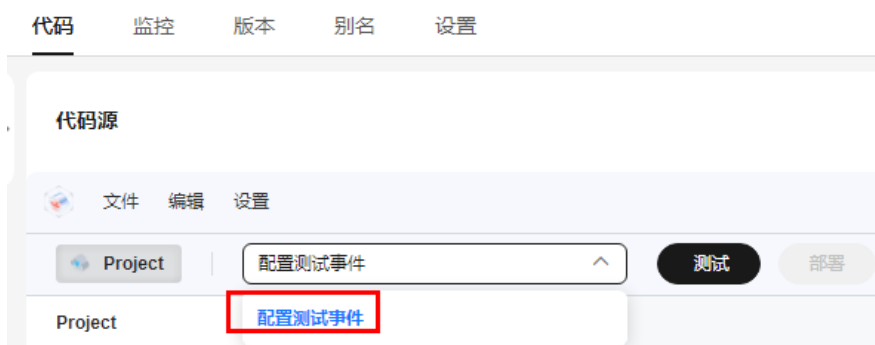 代码 监控 版本 别名 设置
代码源
文件 编辑 设置
Project 配置测试事件 测试 部署
Project 配置测试事件